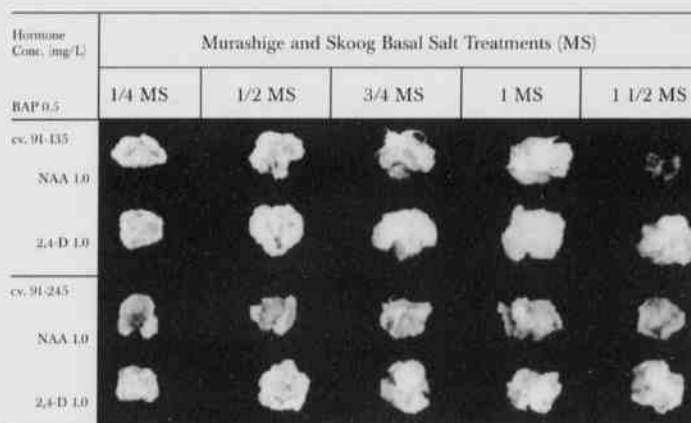 Hormone
Conc. (mg/L)
Murashige and Skoog Basal Salt Treatments (MS)
BAP 0.5
1/4 MS
1/2 MS
3/4 MS
1 MS
1 1/2 MS
cv. 91-135
NAA 1.0
2,4-D 1.0
cv. 91-245
NAA 1.0
2,4-D 1.0